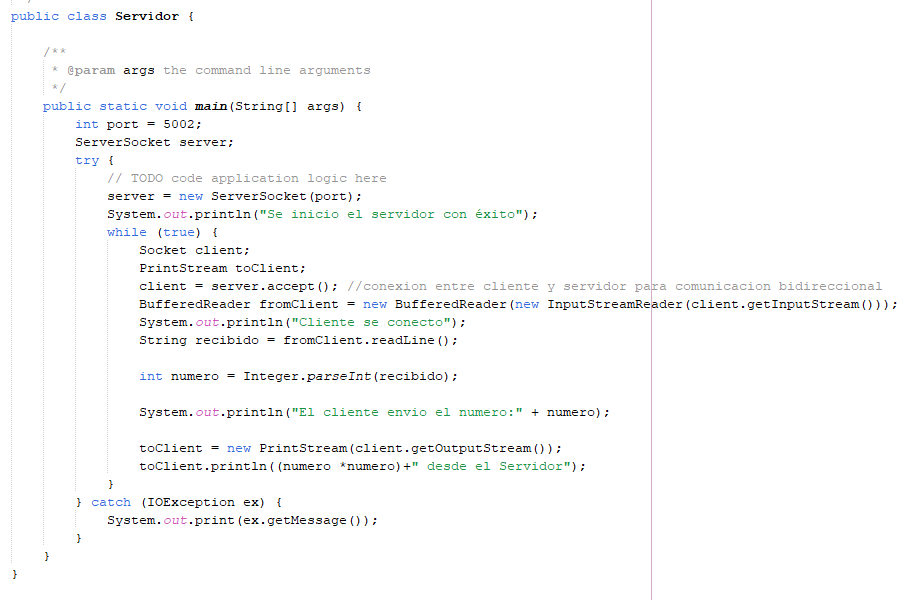 public class Servidor {
/**
* @param args the command line arguments
*/
public static void main(String[] args) {
int port = 5002;
ServerSocket server;
try {
// TODO code application logic here
server = new ServerSocket(port);
System.out.println("Se inicio el servidor con éxito");
while (true) {
Socket client;
PrintStream toClient;
client = server.accept(); //conexion entre cliente y servidor para comunicacion bidireccional
BufferedReader fromClient = new BufferedReader(new InputStreamReader(client.getInputStream()));
System.out.println("Cliente se conecto");
String recibido = fromClient.readLine();
int numero = Integer.parseInt(recibido);
System.out.println("El cliente envio el numero:" + numero);
toClient = new PrintStream(client.getOutputStream());
toClient.println((numero *numero)+" desde el Servidor");
}
} catch (IOException ex) {
System.out.print(ex.getMessage());
}
}
}